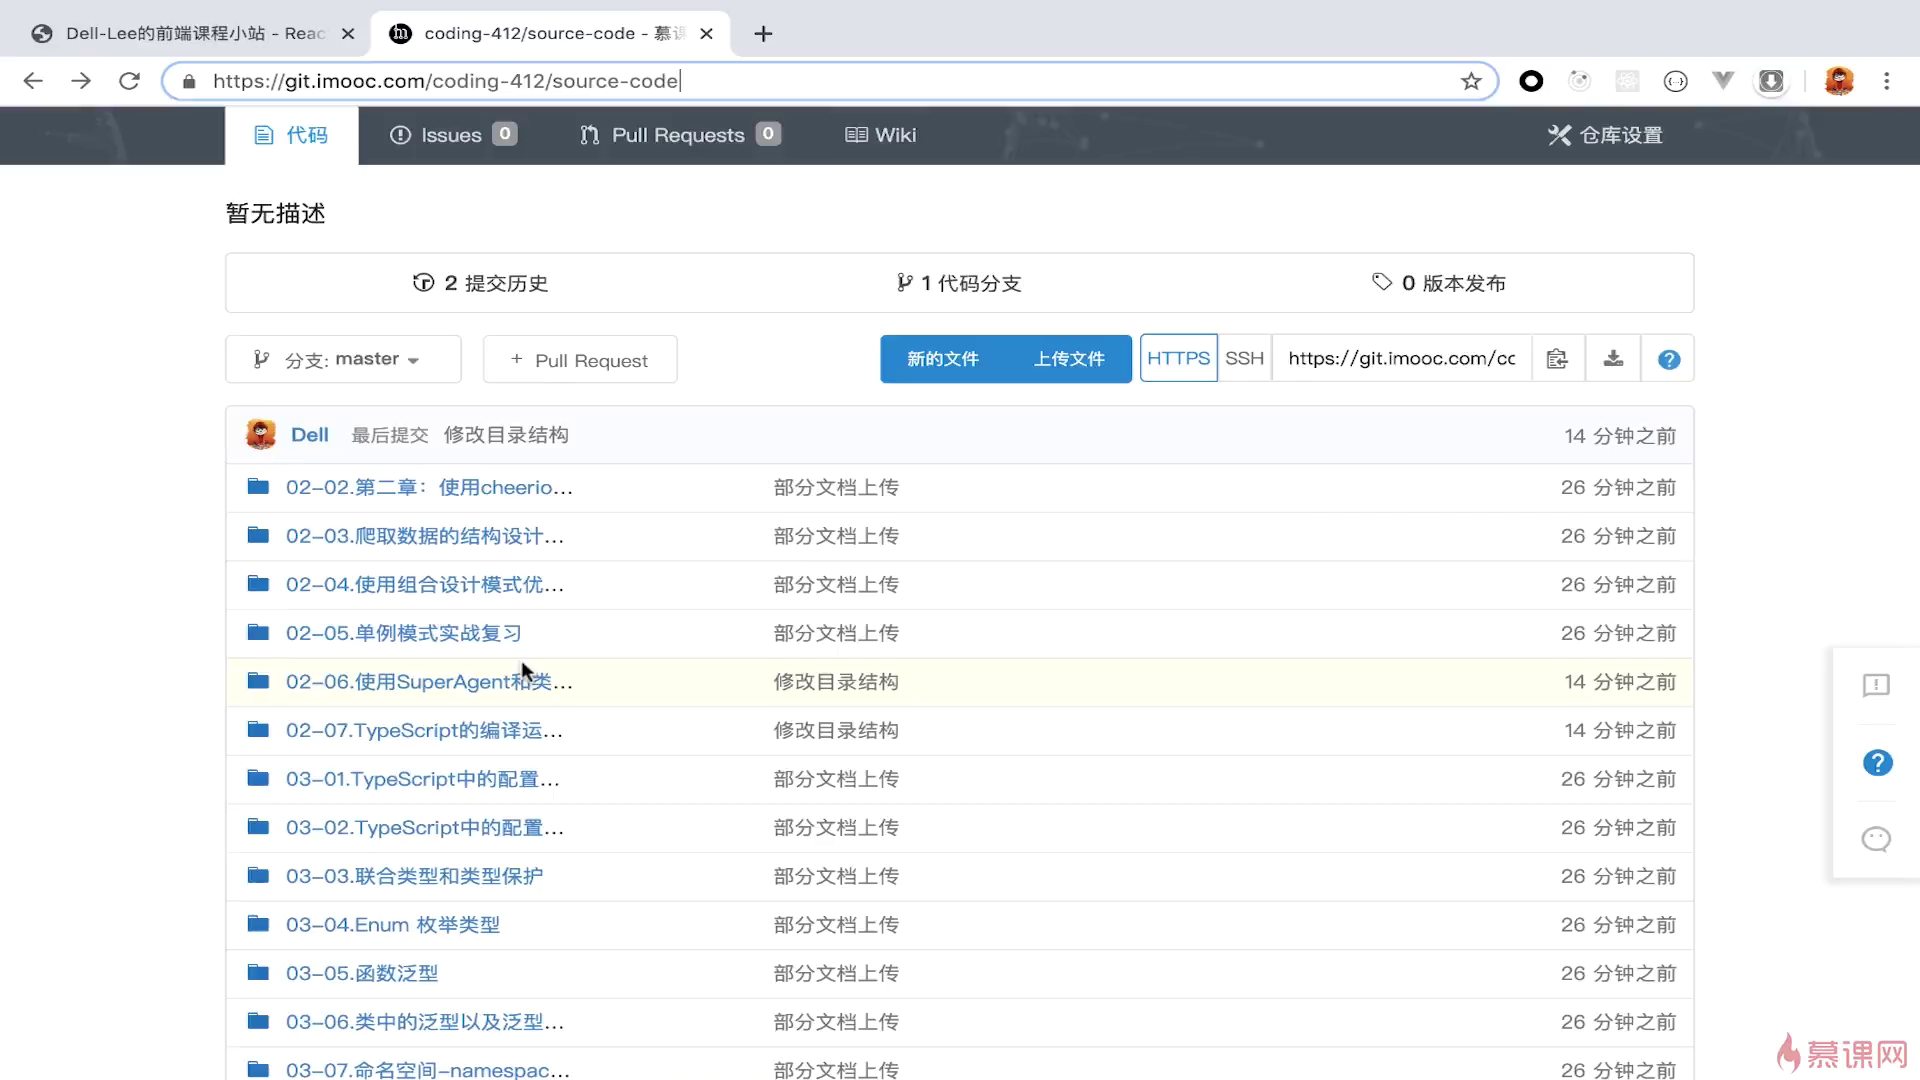 Dell-Lee的前端课程小站 - Reac
coding-412/source-code - 慕课
https://git.imooc.com/coding-412/source-code
代码
Issues 0
Pull Requests 0
Wiki
仓库设置
暂无描述
2 提交历史
1 代码分支
0 版本发布
分支: master
+ Pull Request
新的文件
上传文件
HTTPS
SSH
https://git.imooc.com/cc
Dell 最后提交 修改目录结构 14 分钟之前
02-02.第二章：使用cheerio... 部分文档上传 26 分钟之前
02-03.爬取数据的结构设计... 部分文档上传 26 分钟之前
02-04.使用组合设计模式优... 部分文档上传 26 分钟之前
02-05.单例模式实战复习 部分文档上传 26 分钟之前
02-06.使用SuperAgent和类... 修改目录结构 14 分钟之前
02-07.TypeScript的编译运... 修改目录结构 14 分钟之前
03-01.TypeScript中的配置... 部分文档上传 26 分钟之前
03-02.TypeScript中的配置... 部分文档上传 26 分钟之前
03-03.联合类型和类型保护 部分文档上传 26 分钟之前
03-04.Enum 枚举类型 部分文档上传 26 分钟之前
03-05.函数泛型 部分文档上传 26 分钟之前
03-06.类中的泛型以及泛型... 部分文档上传 26 分钟之前
03-07.命名空间-namespac... 部分文档上传 26 分钟之前
慕课网